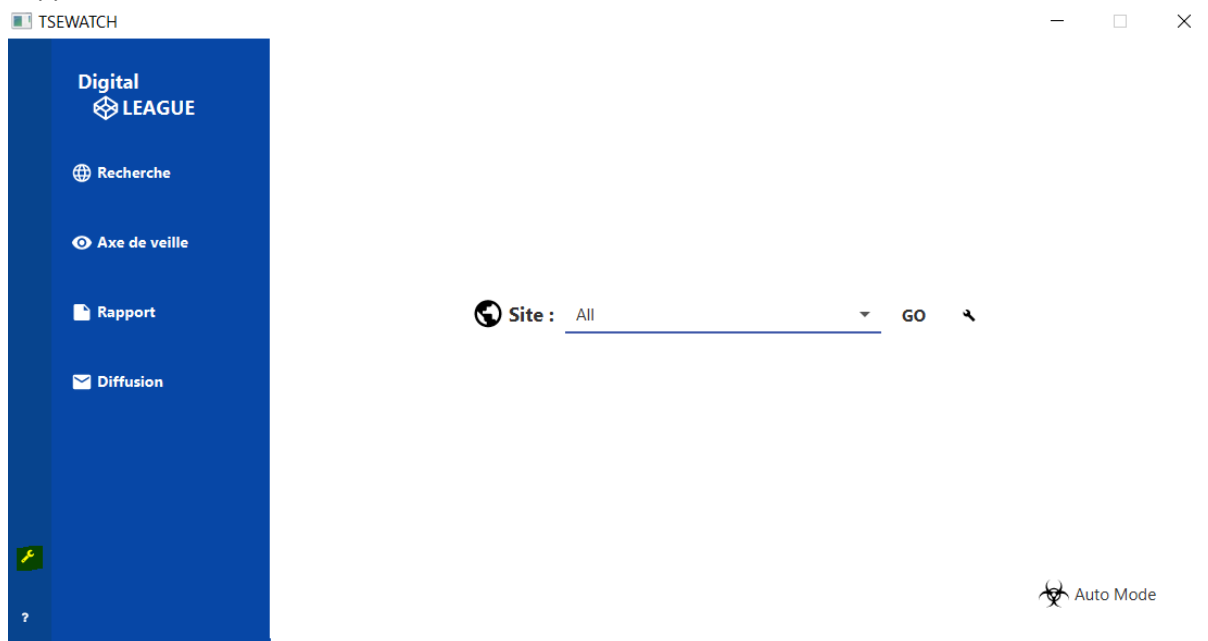 TSEWATCH
Digital
LEAGUE
Recherche
Axe de veille
Rapport
Site : All GO
Diffusion
Auto Mode
?